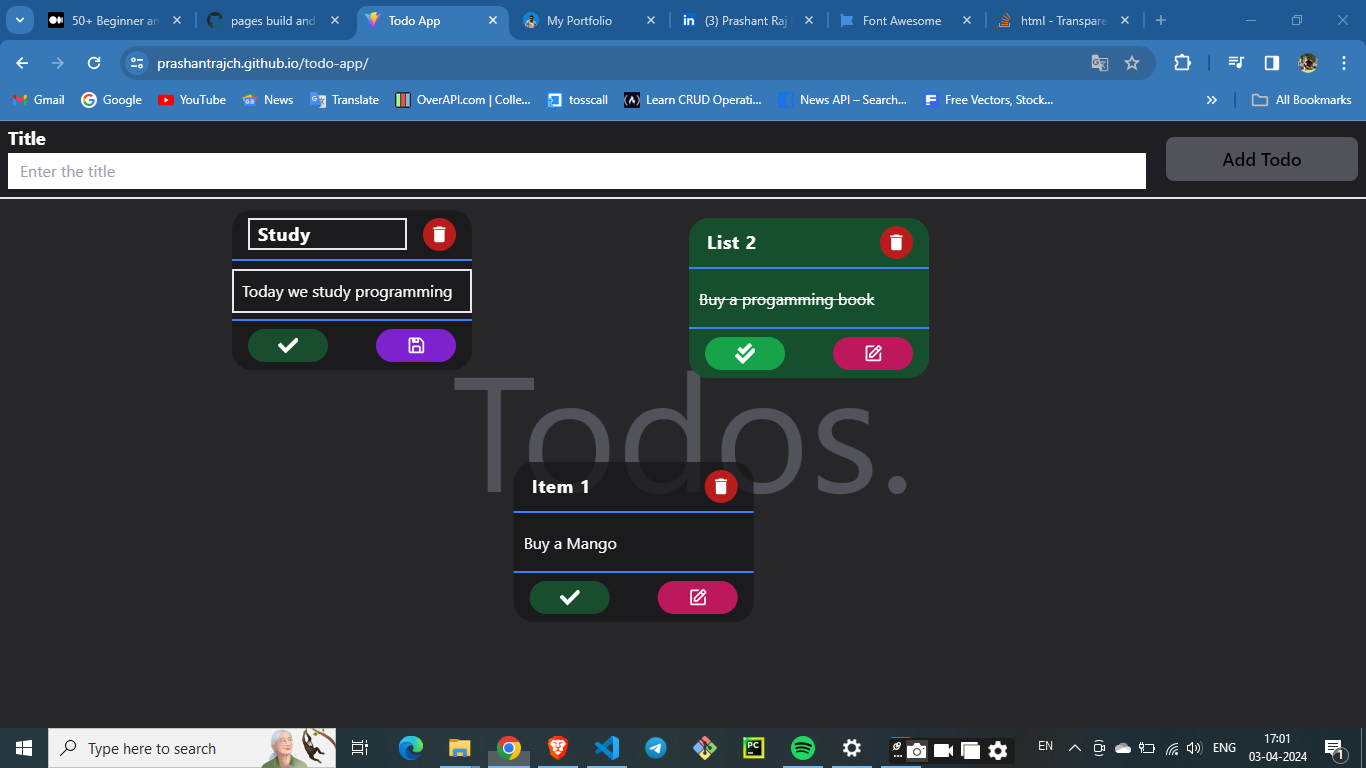 50+ Beginner an
pages build and
Todo App
My Portfolio
(3) Prashant Raj
Font Awesome
html - Transpare
prashantrajch.github.io/todo-app/
Gmail
Google
YouTube
News
Translate
OverAPI.com | Colle...
tosscall
Learn CRUD Operati...
News API – Search...
Free Vectors, Stock...
All Bookmarks
Title
Enter the title
Add Todo
Study
Today we study programming
List 2
Buy a progamming book
Todos.
Item 1
Buy a Mango
Type here to search
EN
ENG
17:01
03-04-2024
1